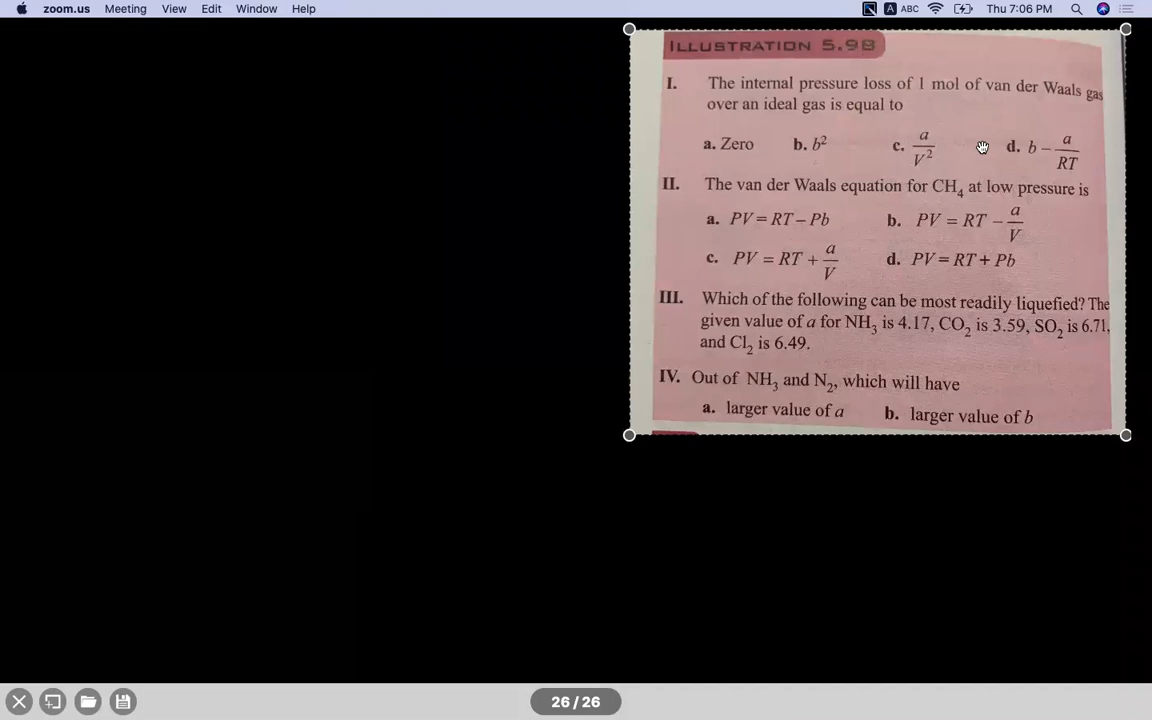 zoom.us Meeting View Edit Window Help A ABC Thu 7:06 PM
ILLUSTRATION 5.98
I. The internal pressure loss of 1 mol of van der Waals gas
over an ideal gas is equal to
a. Zero b. b² c. a/V² d. b − a/RT
II. The van der Waals equation for CH₄ at low pressure is
a. PV = RT − Pb b. PV = RT − a/V
c. PV = RT + a/V d. PV = RT + Pb
III. Which of the following can be most readily liquefied? The
given value of a for NH₃ is 4.17, CO₂ is 3.59, SO₂ is 6.71,
and Cl₂ is 6.49.
IV. Out of NH₃ and N₂, which will have
a. larger value of a b. larger value of b
26 / 26